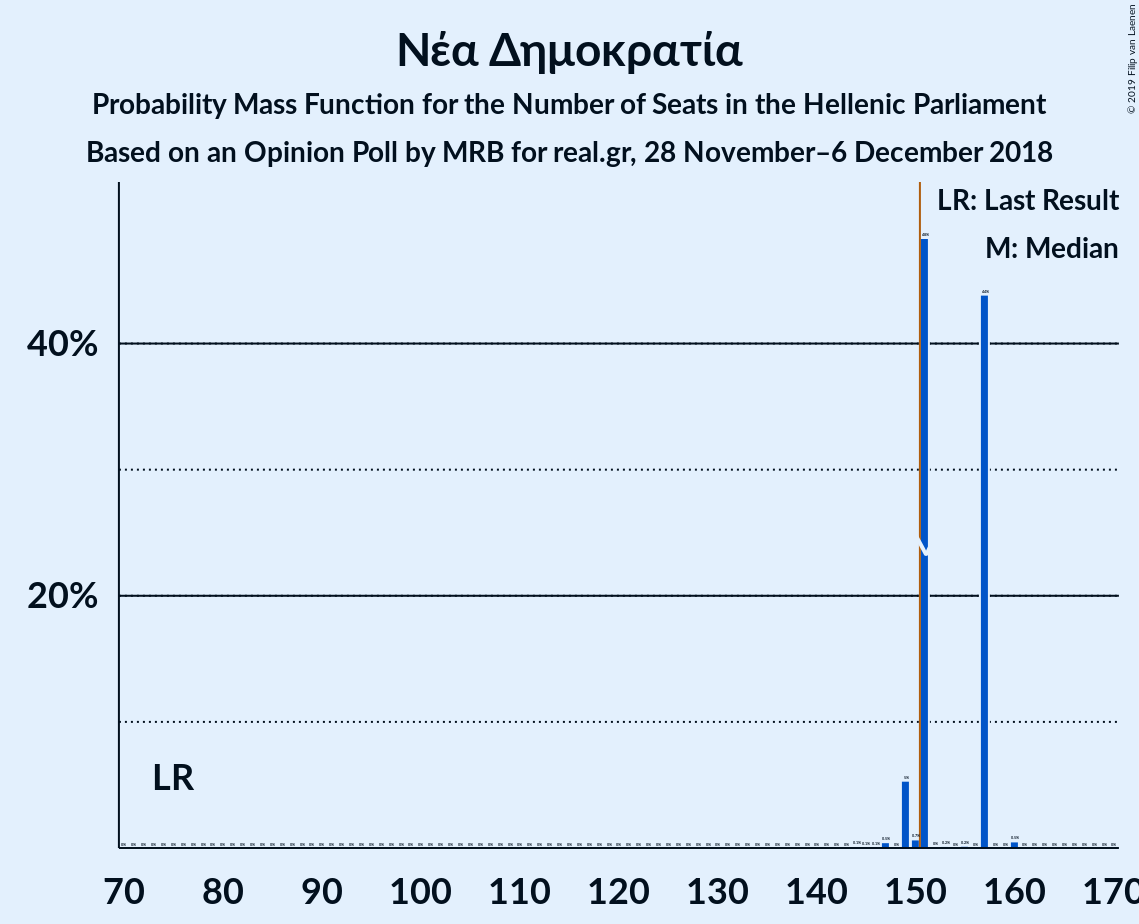 Νέα Δημοκρατία
Probability Mass Function for the Number of Seats in the Hellenic Parliament
Based on an Opinion Poll by MRB for real.gr, 28 November–6 December 2018
© 2019 Filip van Laenen
LR: Last Result
M: Median
40%
20%
LR
70 80 90 100 110 120 130 140 150 160 170